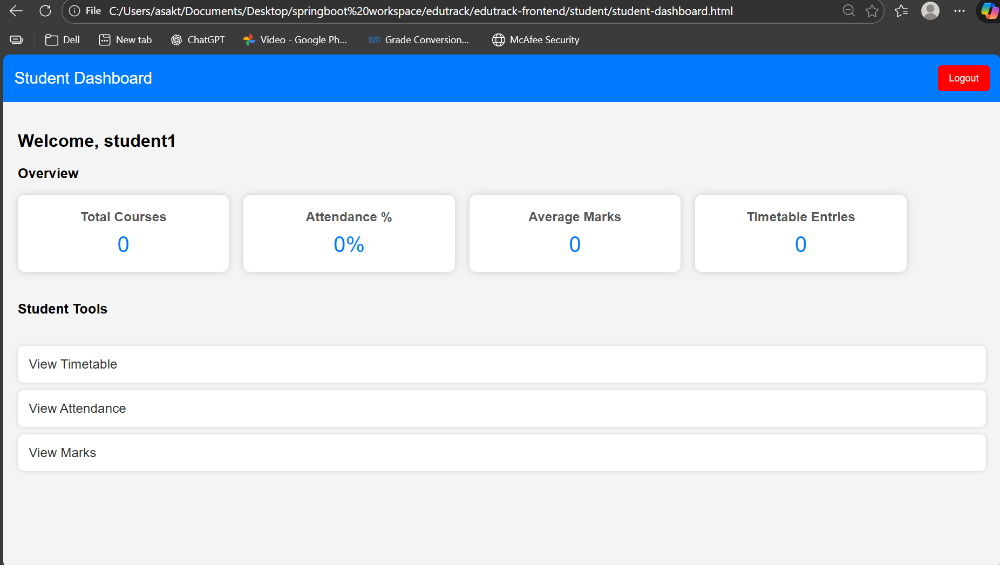 File C:/Users/asakt/Documents/Desktop/springboot%20workspace/edutrack/edutrack-frontend/student/student-dashboard.html
Dell New tab ChatGPT Video - Google Ph... TUM Grade Conversion... McAfee Security
Student Dashboard Logout
Welcome, student1
Overview
Total Courses Attendance % Average Marks Timetable Entries
0 0% 0 0
Student Tools
View Timetable
View Attendance
View Marks